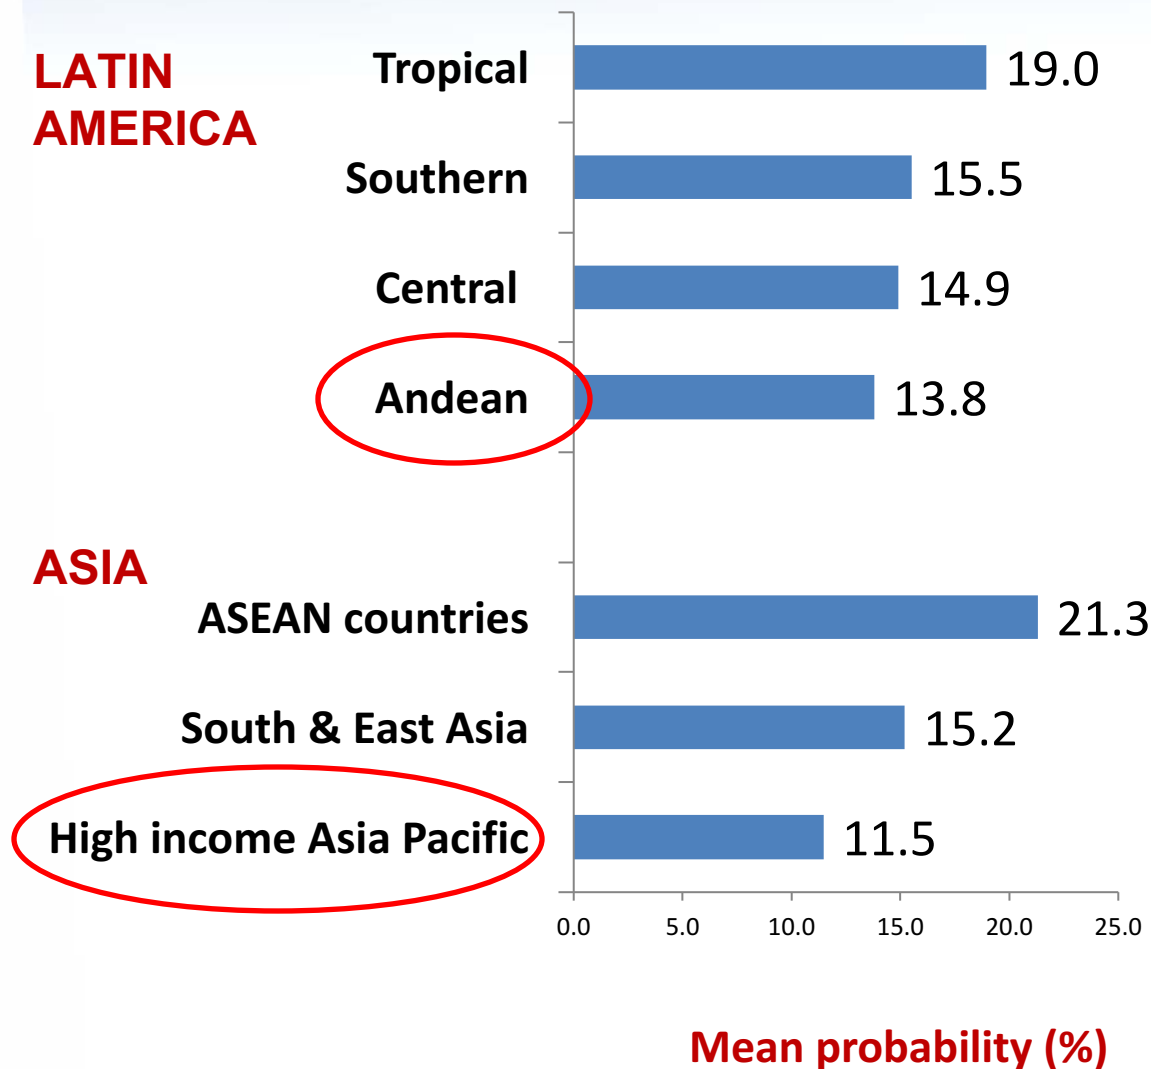 LATIN
AMERICA
Tropical
19.0
Southern
15.5
Central
14.9
Andean
13.8
ASIA
ASEAN countries
21.3
South & East Asia
15.2
High income Asia Pacific
11.5
0.0 5.0 10.0 15.0 20.0 25.0
Mean probability (%)